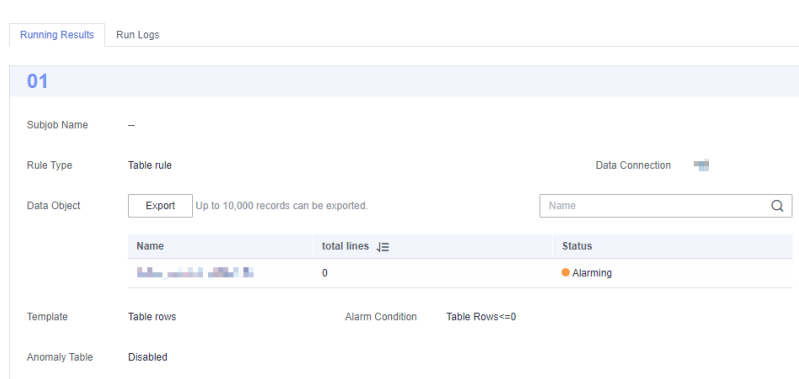 Running Results Run Logs
01
Subjob Name --
Rule Type Table rule Data Connection
Data Object Export Up to 10,000 records can be exported. Name
Name total lines Status
0 Alarming
Template Table rows Alarm Condition Table Rows<=0
Anomaly Table Disabled